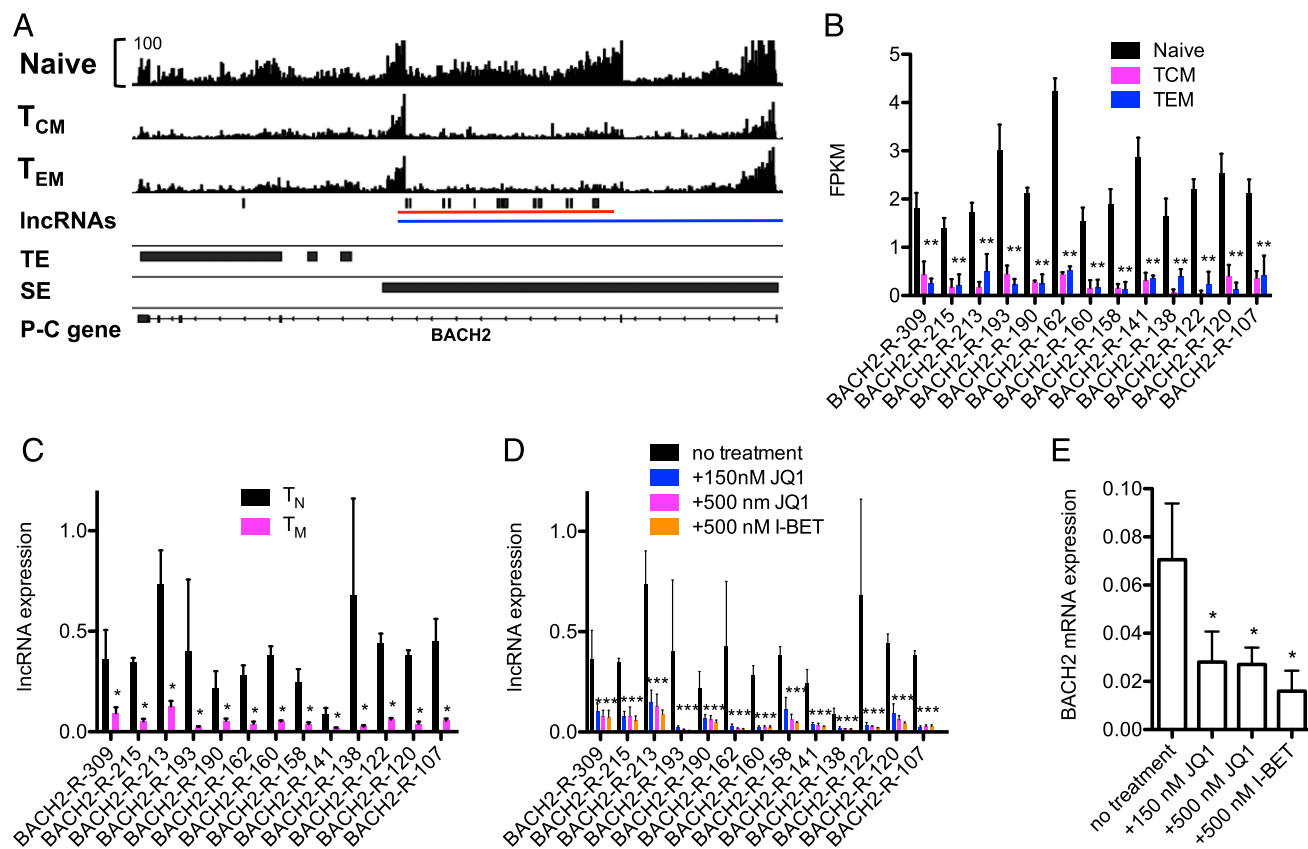 A
100
Naive
TCM
TEM
lncRNAs
TE
SE
P-C gene
BACH2
B
Naive
TCM
TEM
FPKM
5
4
3
2
1
0
** ** ** ** ** ** ** ** ** ** ** ** **
BACH2-R-309
BACH2-R-215
BACH2-R-213
BACH2-R-193
BACH2-R-190
BACH2-R-162
BACH2-R-160
BACH2-R-158
BACH2-R-141
BACH2-R-138
BACH2-R-122
BACH2-R-120
BACH2-R-107
C
TN
TM
lncRNA expression
1.0
0.5
0.0
* * * * * * * * * * * * *
BACH2-R-309
BACH2-R-215
BACH2-R-213
BACH2-R-193
BACH2-R-190
BACH2-R-162
BACH2-R-160
BACH2-R-158
BACH2-R-141
BACH2-R-138
BACH2-R-122
BACH2-R-120
BACH2-R-107
D
no treatment
+150nM JQ1
+500 nm JQ1
+500 nM I-BET
lncRNA expression
1.0
0.5
0.0
*** *** *** *** *** *** *** *** *** *** *** ***
BACH2-R-309
BACH2-R-215
BACH2-R-213
BACH2-R-193
BACH2-R-190
BACH2-R-162
BACH2-R-160
BACH2-R-158
BACH2-R-141
BACH2-R-138
BACH2-R-122
BACH2-R-120
BACH2-R-107
E
BACH2 mRNA expression
0.10
0.08
0.06
0.04
0.02
0.00
* * *
no treatment
+150 nM JQ1
+500 nM JQ1
+500 nM I-BET